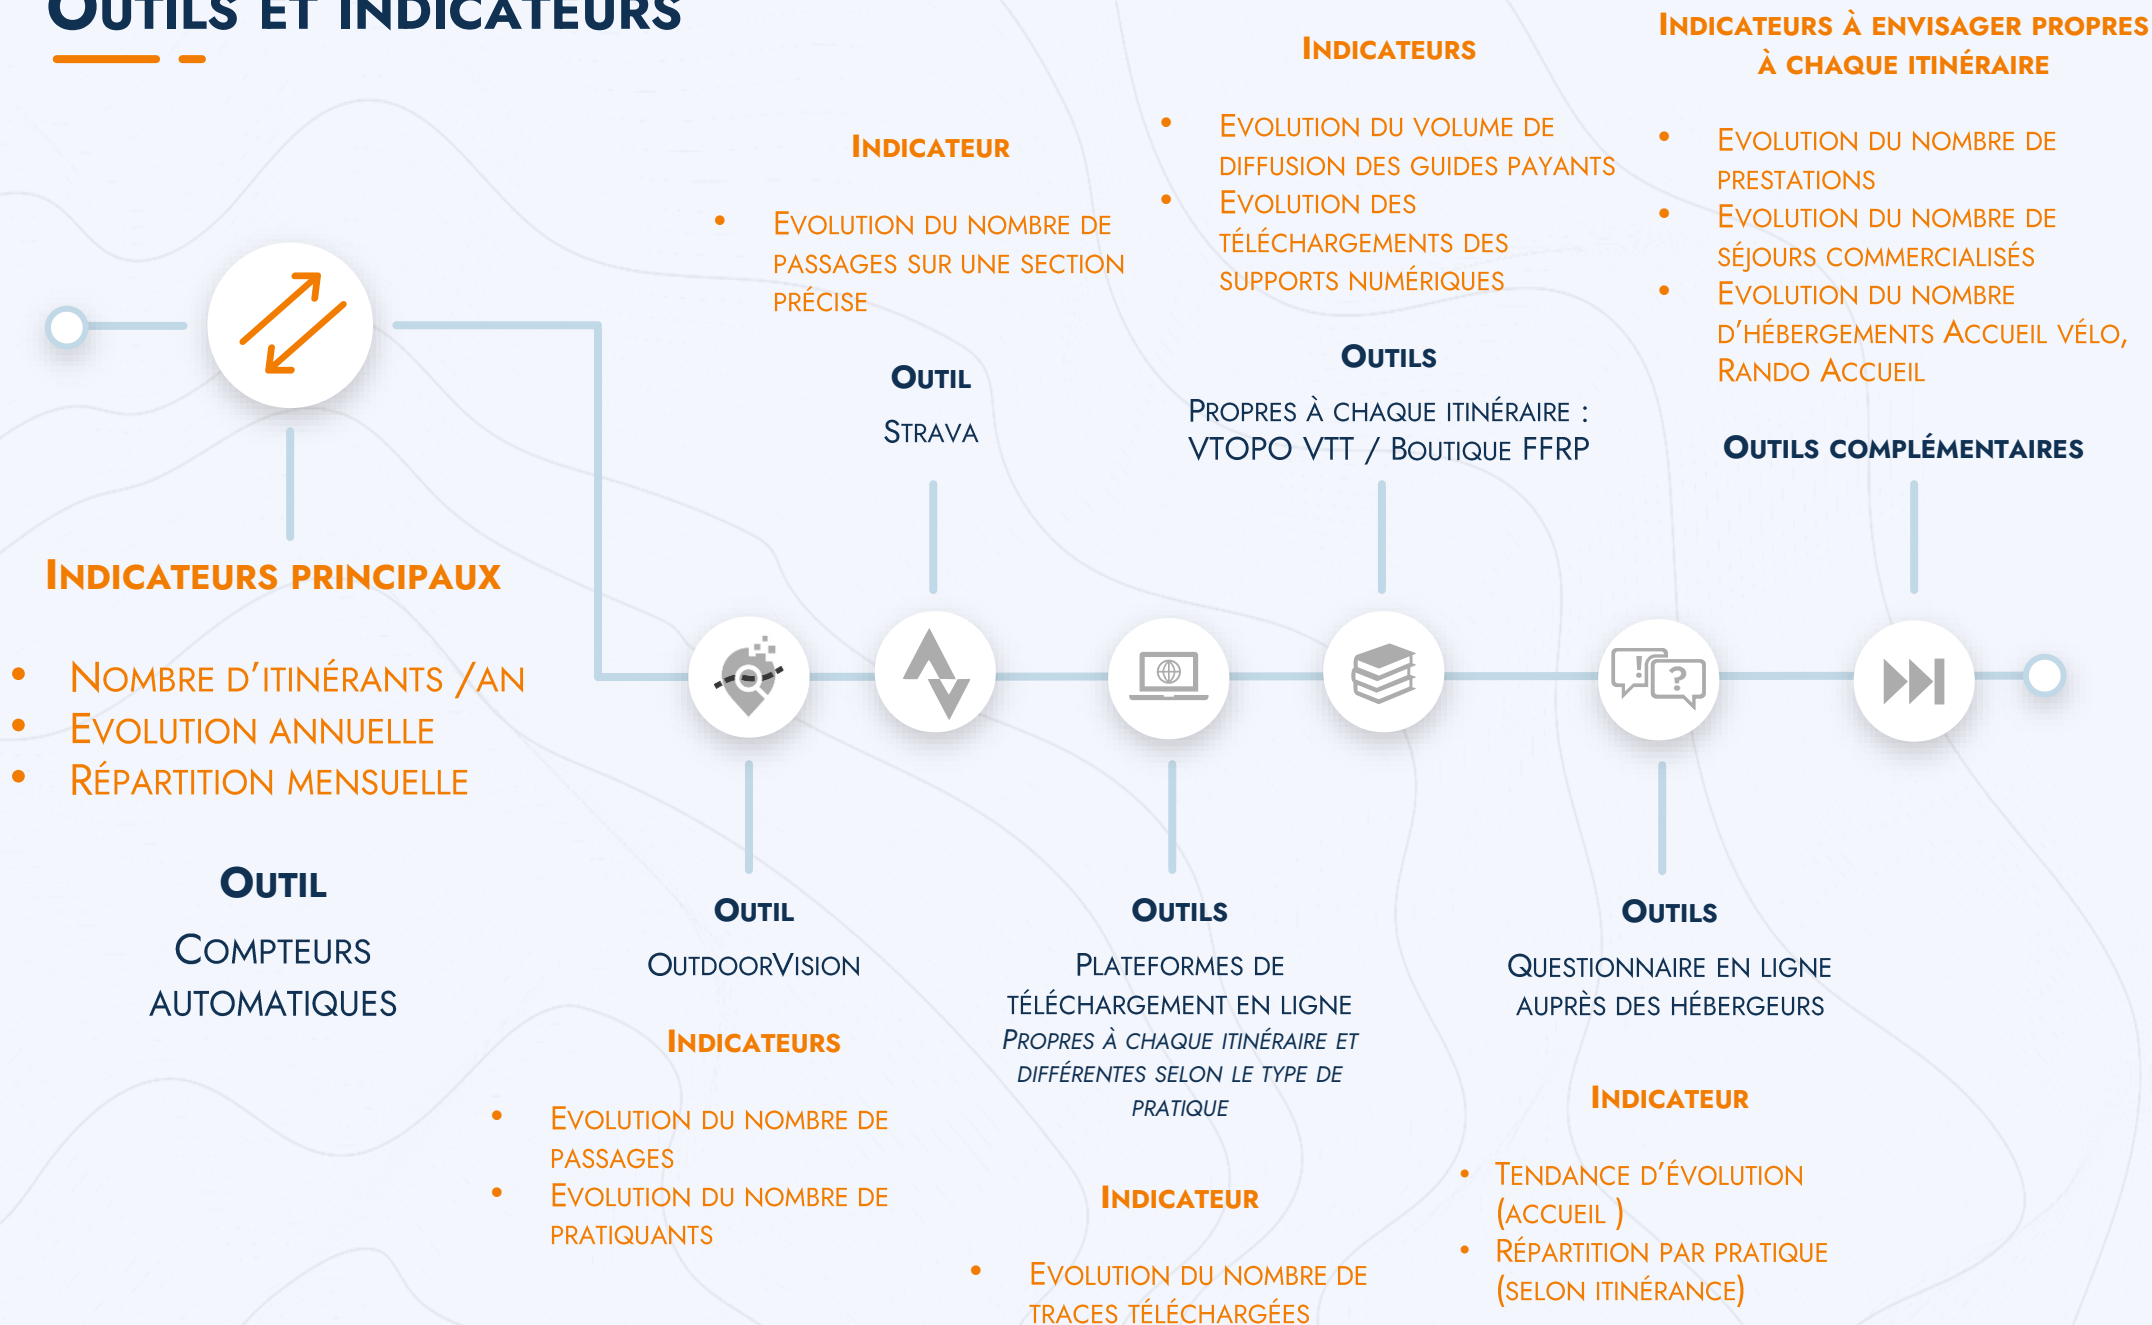 Outils et indicateurs
Indicateurs principaux
• Nombre d'itinérants /an
• Evolution annuelle
• Répartition mensuelle
Outil
Compteurs
automatiques
Outil
OutdoorVision
Indicateurs
• Evolution du nombre de
passages
• Evolution du nombre de
pratiquants
Indicateur
• Evolution du nombre de
passages sur une section
précise
Outil
Strava
Outils
Plateformes de
téléchargement en ligne
Propres à chaque itinéraire et
différentes selon le type de
pratique
Indicateur
• Evolution du nombre de
traces téléchargées
Indicateurs
• Evolution du volume de
diffusion des guides payants
• Evolution des
téléchargements des
supports numériques
Outils
Propres à chaque itinéraire :
VTOPO VTT / Boutique FFRP
Outils
Questionnaire en ligne
auprès des hébergeurs
Indicateur
• Tendance d'évolution
(accueil )
• Répartition par pratique
(selon itinérance)
Indicateurs à envisager propres
à chaque itinéraire
• Evolution du nombre de
prestations
• Evolution du nombre de
séjours commercialisés
• Evolution du nombre
d'hébergements Accueil vélo,
Rando Accueil
Outils complémentaires